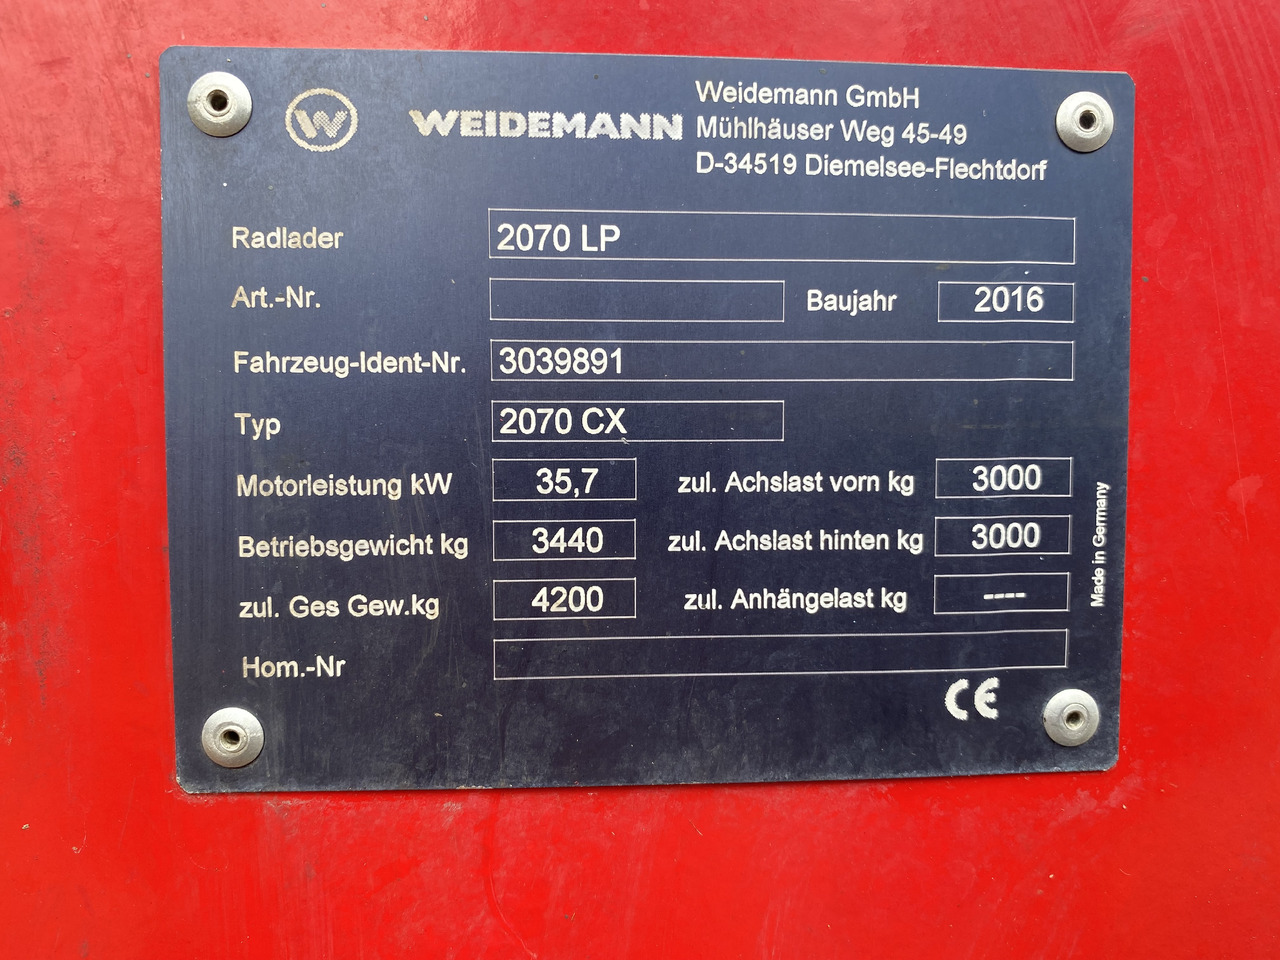 W WEIDEMANN
Weidemann GmbH
Mühlhäuser Weg 45-49
D-34519 Diemelsee-Flechtdorf
Radlader 2070 LP
Art.-Nr. Baujahr 2016
Fahrzeug-Ident-Nr. 3039891
Typ 2070 CX
Motorleistung kW 35,7 zul. Achslast vorn kg 3000
Betriebsgewicht kg 3440 zul. Achslast hinten kg 3000
zul. Ges Gew.kg 4200 zul. Anhängelast kg ----
Hom.-Nr
CE
Made in Germany